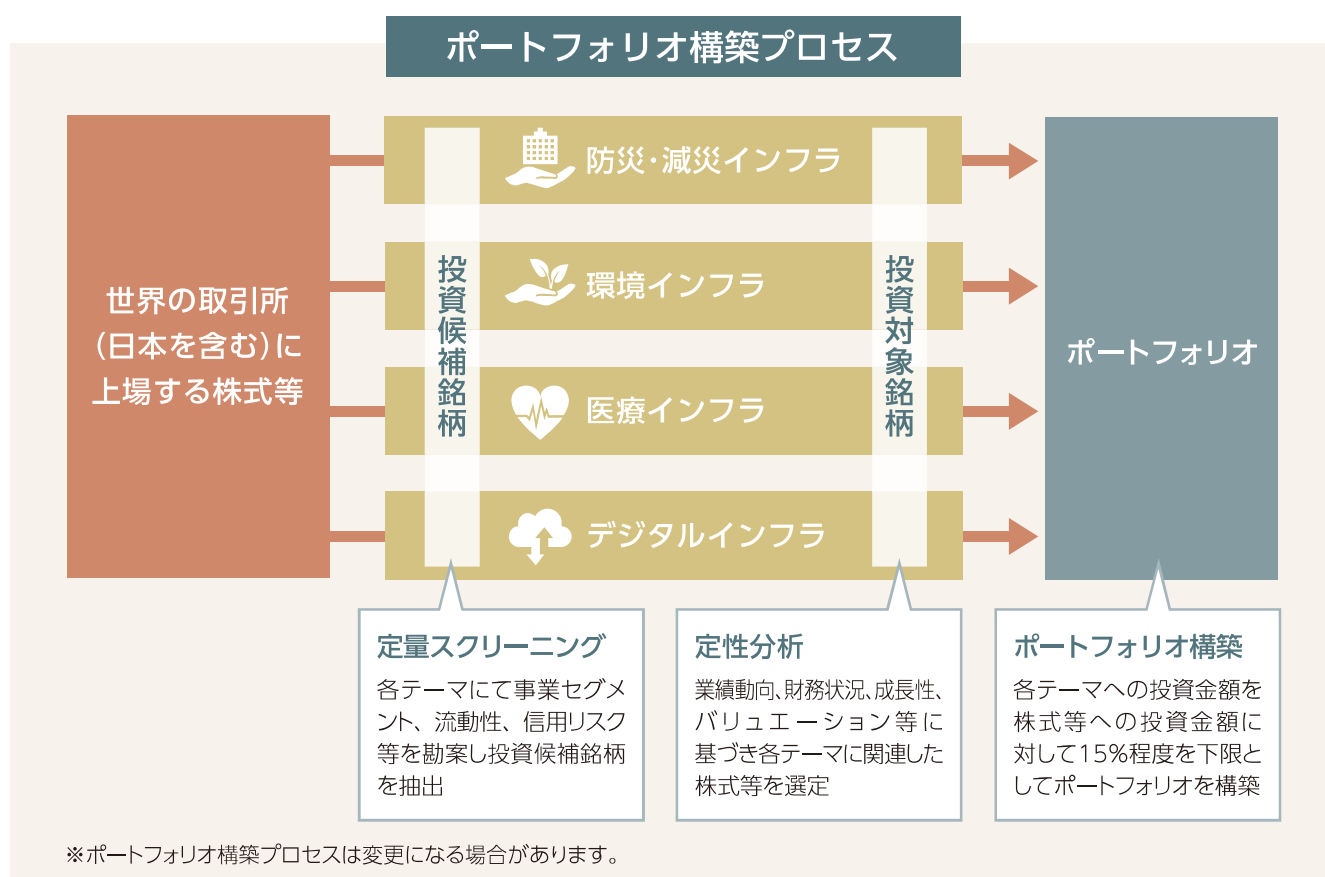 ポートフォリオ構築プロセス
世界の取引所
（日本を含む）に
上場する株式等
投資候補銘柄
防災・減災インフラ
環境インフラ
医療インフラ
デジタルインフラ
投資対象銘柄
ポートフォリオ
定量スクリーニング
各テーマにて事業セグメ
ント、流動性、信用リスク
等を勘案し投資候補銘柄
を抽出
定性分析
業績動向、財務状況、成長性、
バリュエーション等に
基づき各テーマに関連した
株式等を選定
ポートフォリオ構築
各テーマへの投資金額を
株式等への投資金額に
対して15％程度を下限と
してポートフォリオを構築
※ポートフォリオ構築プロセスは変更になる場合があります。